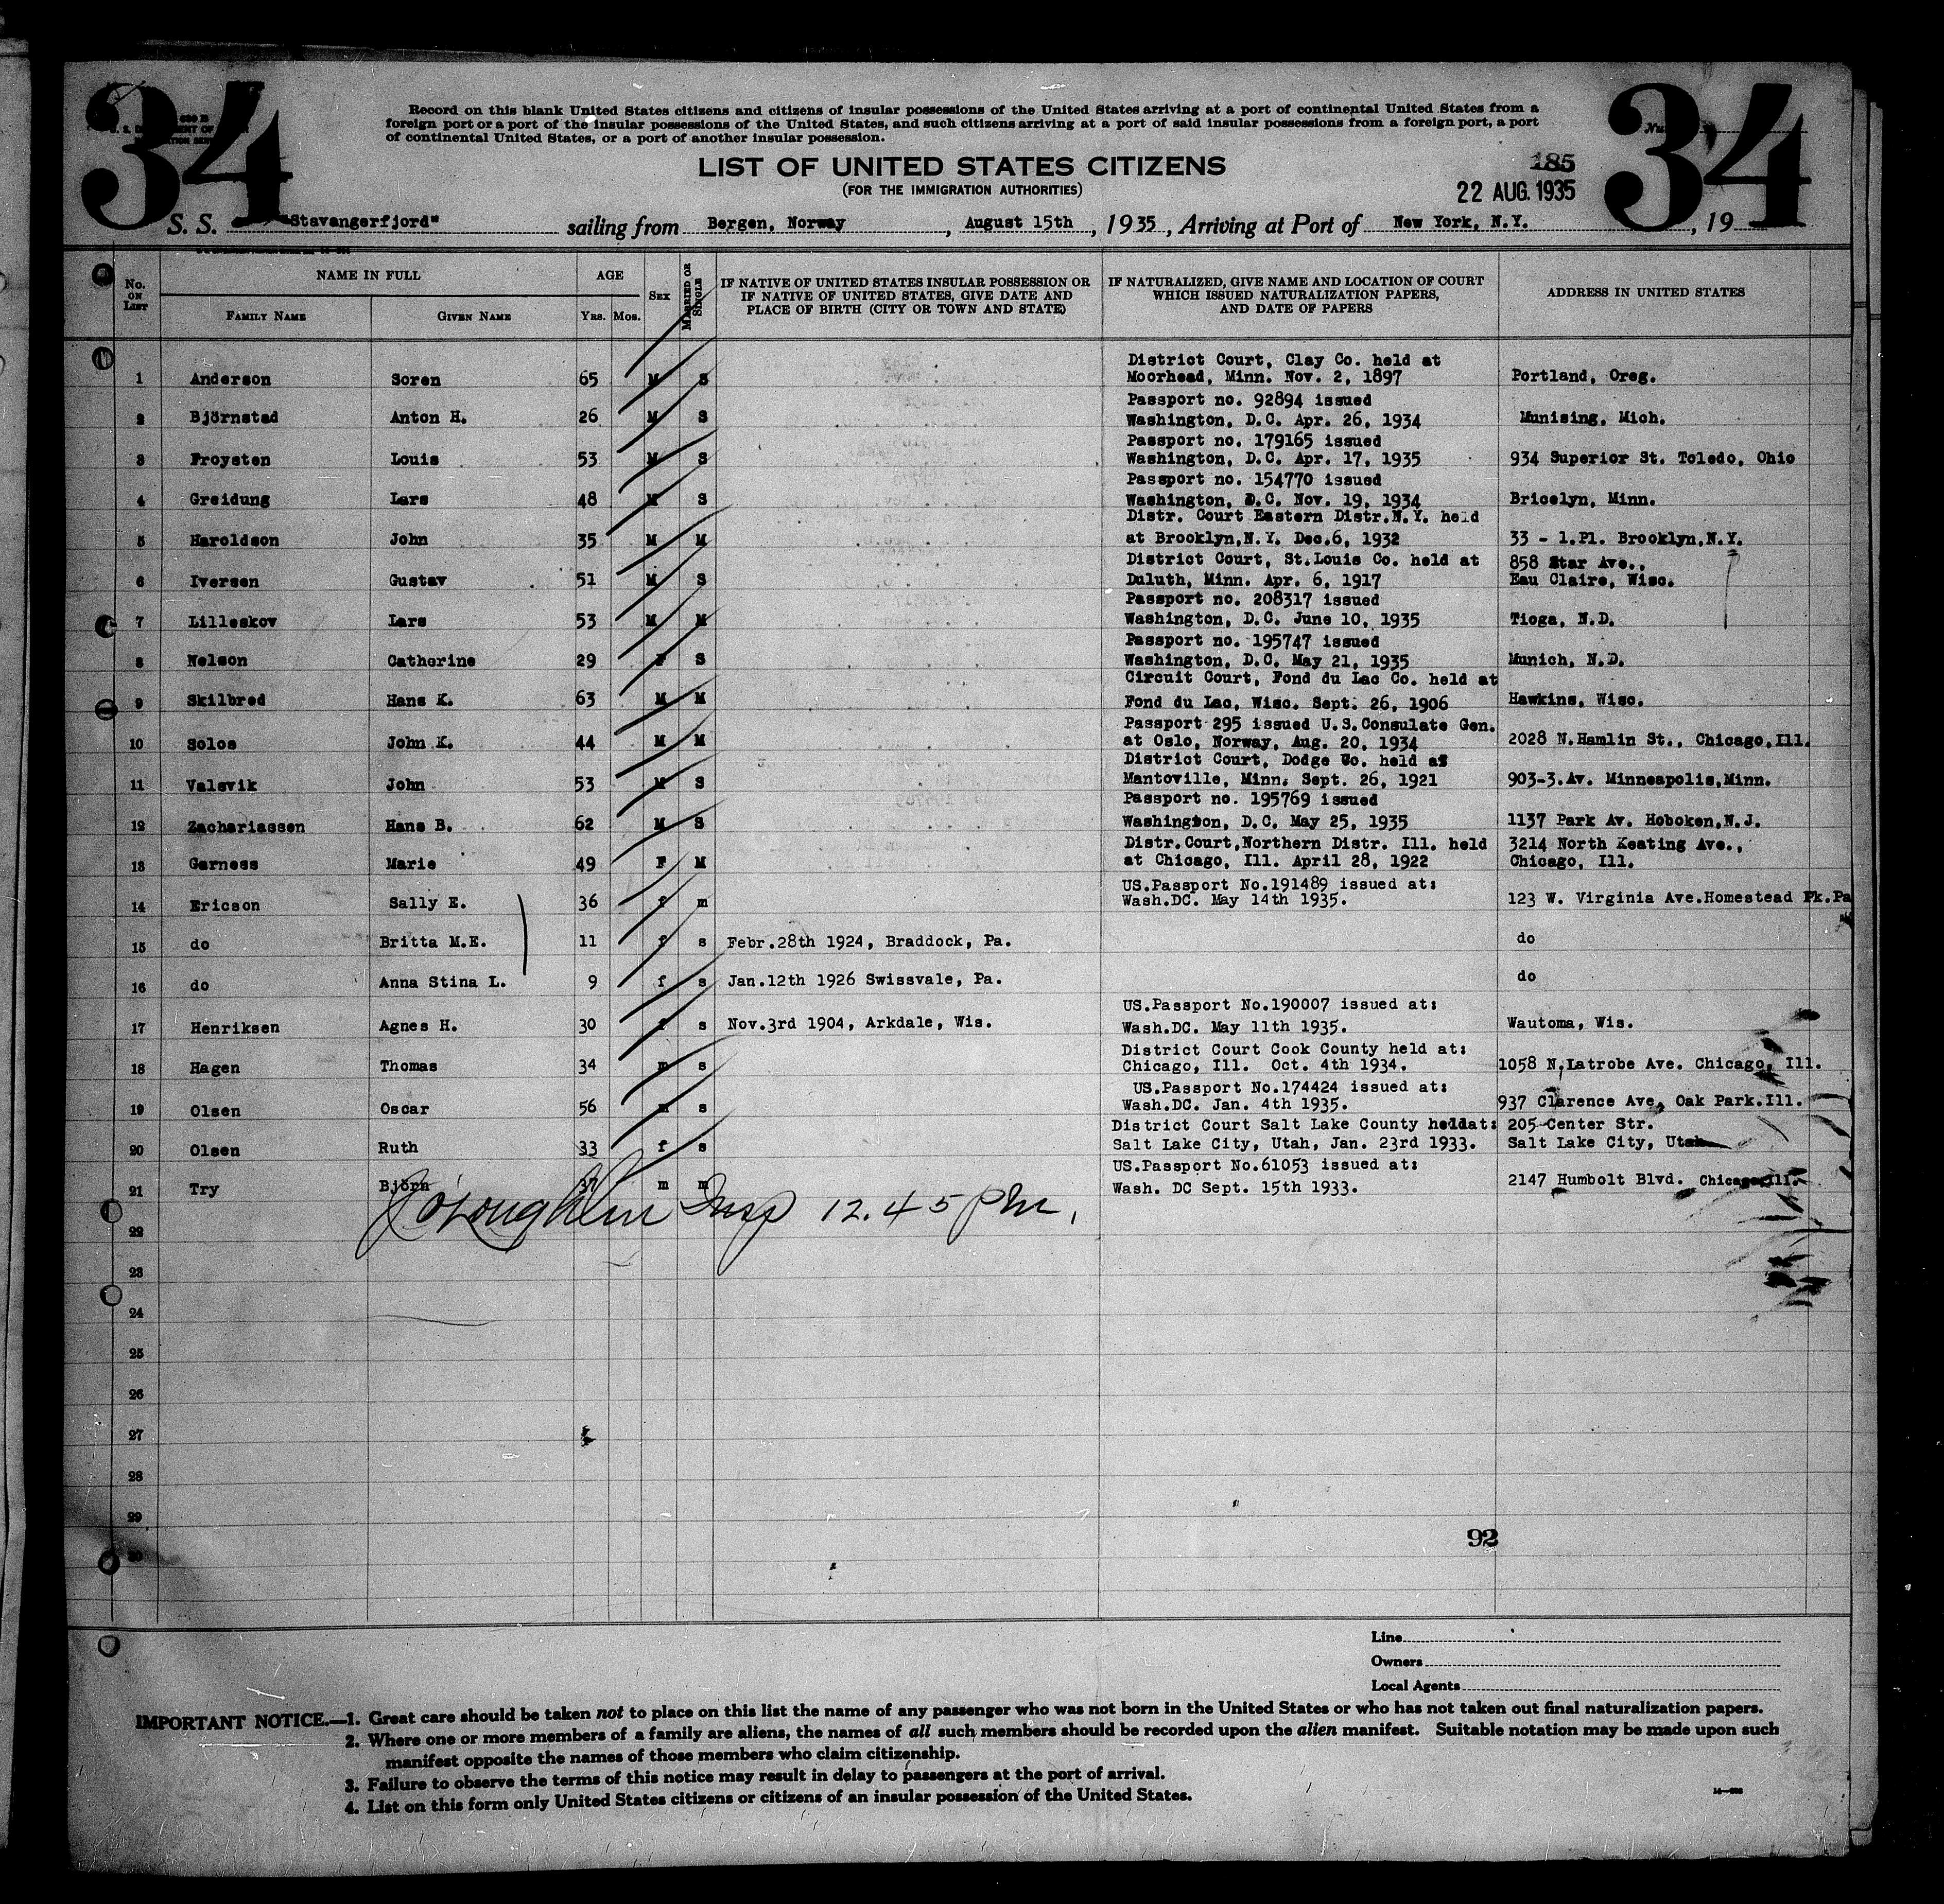 34
34
Record on this blank United States citizens and citizens of insular possessions of the United States arriving at a port of continental United States from a
foreign port or a port of the insular possessions of the United States, and such citizens arriving at a port of said insular possessions from a foreign port, a port
of continental United States, or a port of another insular possession.
LIST OF UNITED STATES CITIZENS
(FOR THE IMMIGRATION AUTHORITIES)
185
22 AUG. 1935
S. S. "Stavangerfjord" sailing from Bergen, Norway, August 15th, 1935, Arriving at Port of New York, N.Y., 19
No. ON LIST
NAME IN FULL
FAMILY NAME
GIVEN NAME
AGE
YRS. MOS.
SEX
MARRIED OR SINGLE
IF NATIVE OF UNITED STATES INSULAR POSSESSION OR
IF NATIVE OF UNITED STATES, GIVE DATE AND
PLACE OF BIRTH (CITY OR TOWN AND STATE)
IF NATURALIZED, GIVE NAME AND LOCATION OF COURT
WHICH ISSUED NATURALIZATION PAPERS,
AND DATE OF PAPERS
ADDRESS IN UNITED STATES
District Court, Clay Co. held at
1 Anderson Soren 65 M S Moorhead, Minn. Nov. 2, 1897 Portland, Oreg.
Passport no. 92894 issued
2 Björnstad Anton H. 26 M S Washington, D.C. Apr. 26, 1934 Munising, Mich.
Passport no. 179165 issued
3 Froysten Louis 53 M S Washington, D.C. Apr. 17, 1935 934 Superior St. Toledo, Ohio
Passport no. 154770 issued
4 Greidung Lars 48 M S Washington, D.C. Nov. 19, 1934 Bricelyn, Minn.
Distr. Court Eastern Distr.N.Y. held
5 Haroldson John 35 M M at Brooklyn,N.Y. Dec.6, 1932 33 - 1.Pl. Brooklyn,N.Y.
District Court, St.Louis Co. held at 858 Star Ave.,
6 Iversen Gustav 51 M S Duluth, Minn. Apr. 6, 1917 Eau Claire, Wisc.
Passport no. 208317 issued
7 Lilleskov Lars 53 M M Washington, D.C. June 10, 1935 Tioga, N.D.
Passport no. 195747 issued
8 Nelson Catherine 29 F S Washington, D.C. May 21, 1935 Munich, N.D.
Circuit Court, Fond du Lac Co. held at
9 Skilbred Hans K. 63 M M Fond du Lac, Wisc. Sept. 26, 1906 Hawkins, Wisc.
Passport 295 issued U.S.Consulate Gen.
10 Solos John K. 44 M M at Oslo, Norway, Aug. 20, 1934 2028 N.Hamlin St., Chicago,Ill.
District Court, Dodge Co. held at
11 Valsvik John 53 M S Mantoville, Minn. Sept. 26, 1921 903-3.Av. Minneapolis,Minn.
Passport no. 195769 issued
12 Zachariassen Hans B. 62 M S Washington, D.C. May 25, 1935 1137 Park Av. Hoboken,N.J.
Distr.Court,Northern Distr. Ill. held 3214 North Keating Ave.,
13 Garness Marie 49 F M at Chicago, Ill. April 28, 1922 Chicago, Ill.
US.Passport No.191489 issued at:
14 Ericson Sally E. 36 f m Wash.DC. May 14th 1935. 123 W. Virginia Ave.Homestead Pk.Pa
15 do Britta M.E. 11 f s Febr.28th 1924, Braddock, Pa. do
16 do Anna Stina L. 9 f s Jan.12th 1926 Swissvale, Pa. do
US.Passport No.190007 issued at:
17 Henriksen Agnes H. 30 f s Nov.3rd 1904, Arkdale, Wis. Wash.DC. May 11th 1935. Wautoma, Wis.
District Court Cook County held at:
18 Hagen Thomas 34 m s Chicago, Ill. Oct. 4th 1934. 1058 N.Latrobe Ave. Chicago, Ill.
US.Passport No.174424 issued at:
19 Olsen Oscar 56 m s Wash.DC. Jan. 4th 1935. 937 Clarence Ave, Oak Park.Ill.
District Court Salt Lake County heldat: 205 Center Str.
20 Olsen Ruth 33 f s Salt Lake City, Utah, Jan. 23rd 1933. Salt Lake City, Utah
US.Passport No.61053 issued at:
21 Try Björn 37 m m Wash. DC Sept. 15th 1933. 2147 Humbolt Blvd. Chicago Ill.
O'Loughlin Insp 12.45 PM.
22
23
24
25
26
27
28
29
92
30
Line
Owners
Local Agents
IMPORTANT NOTICE.—1. Great care should be taken not to place on this list the name of any passenger who was not born in the United States or who has not taken out final naturalization papers.
2. Where one or more members of a family are aliens, the names of all such members should be recorded upon the alien manifest. Suitable notation may be made upon such
manifest opposite the names of those members who claim citizenship.
3. Failure to observe the terms of this notice may result in delay to passengers at the port of arrival.
4. List on this form only United States citizens or citizens of an insular possession of the United States.